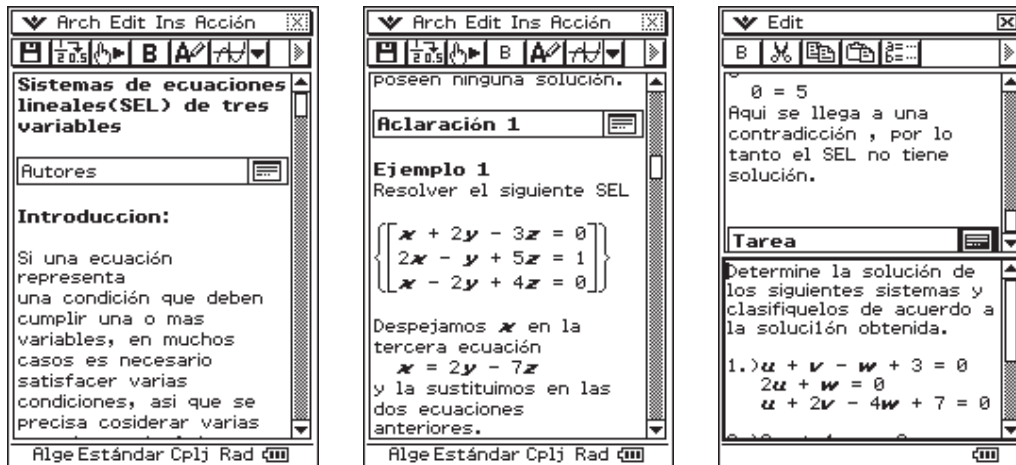 Arch Edit Ins Acción
B
Sistemas de ecuaciones
lineales(SEL) de tres
variables
Autores
Introduccion:
Si una ecuación
representa
una condición que deben
cumplir una o mas
variables, en muchos
casos es necesario
satisfacer varias
condiciones, asi que se
precisa cosiderar varias
Alge Estándar Cplj Rad
Arch Edit Ins Acción
B
poseen ninguna solución.
Aclaración 1
Ejemplo 1
Resolver el siguiente SEL
x + 2y - 3z = 0
2x - y + 5z = 1
x - 2y + 4z = 0
Despejamos x en la
tercera ecuación
x = 2y - 7z
y la sustituimos en las
dos ecuaciones
anteriores.
Alge Estándar Cplj Rad
Edit
B
0 = 5
Aqui se llega a una
contradicción , por lo
tanto el SEL no tiene
solución.
Tarea
Determine la solución de
los siguientes sistemas y
clasifiquelos de acuerdo a
la soluci1ón obtenida.
1.)u + v - w + 3 = 0
2u + w = 0
u + 2v - 4w + 7 = 0